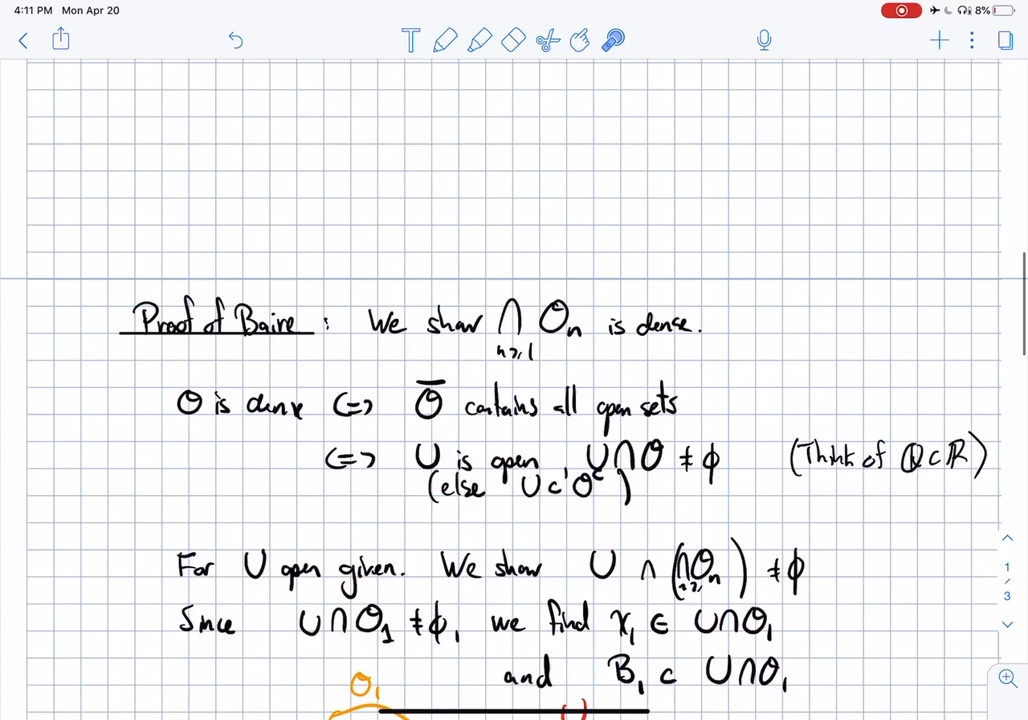 4:11 PM Mon Apr 20
8%
T
Proof of Baire : We show ⋂ O_n is dense.
n≥1
O is dense <=> O̅ contains all open sets
<=> U is open, U∩O ≠ ϕ (Think of Q⊂R)
(else U⊂O^c)
For U open given. We show U ∩ (∩O_n) ≠ ϕ
n≥1
Since U∩O_1 ≠ ϕ, we find x_1 ∈ U∩O_1
and B_1 ⊂ U∩O_1
O_1
U
1
/
3